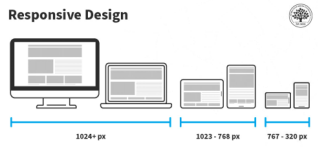 Responsive Design
1024+ px
1023 - 768 px
767 - 320 px